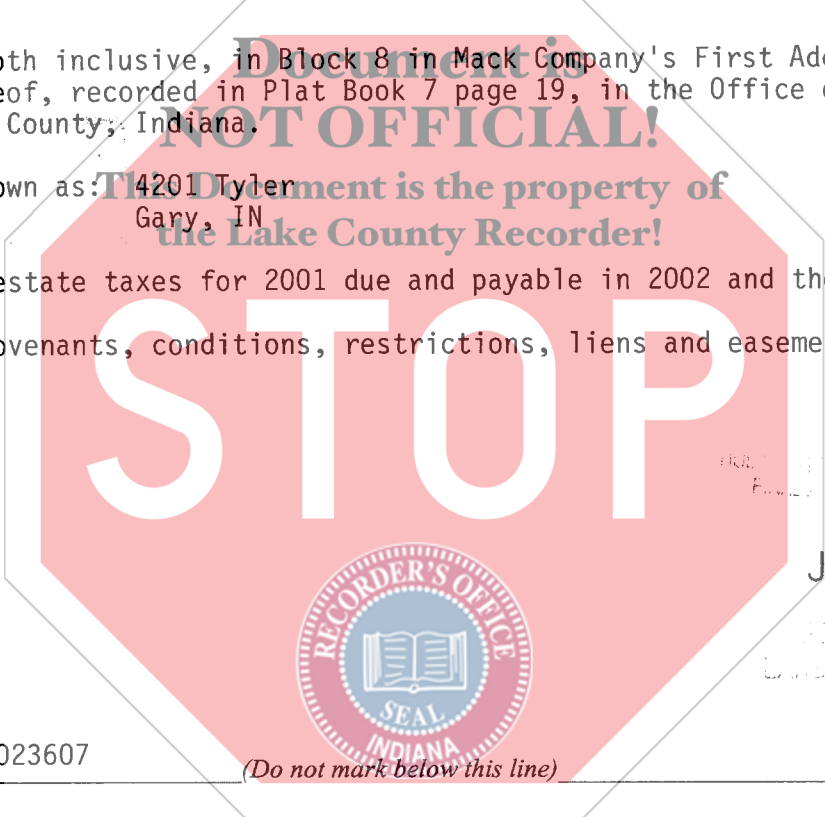 oth inclusive, in Block 8 in Mack Company's First Add
eof, recorded in Plat Book 7 page 19, in the Office o
County, Indiana.
own as: 4201 Tyler
Gary, IN
estate taxes for 2001 due and payable in 2002 and the
ovenants, conditions, restrictions, liens and easeme
Document is
NOT OFFICIAL!
This Document is the property of
the Lake County Recorder!
STOP
J
RECORDER'S OFFICE
SEAL
INDIANA
023607
(Do not mark below this line)